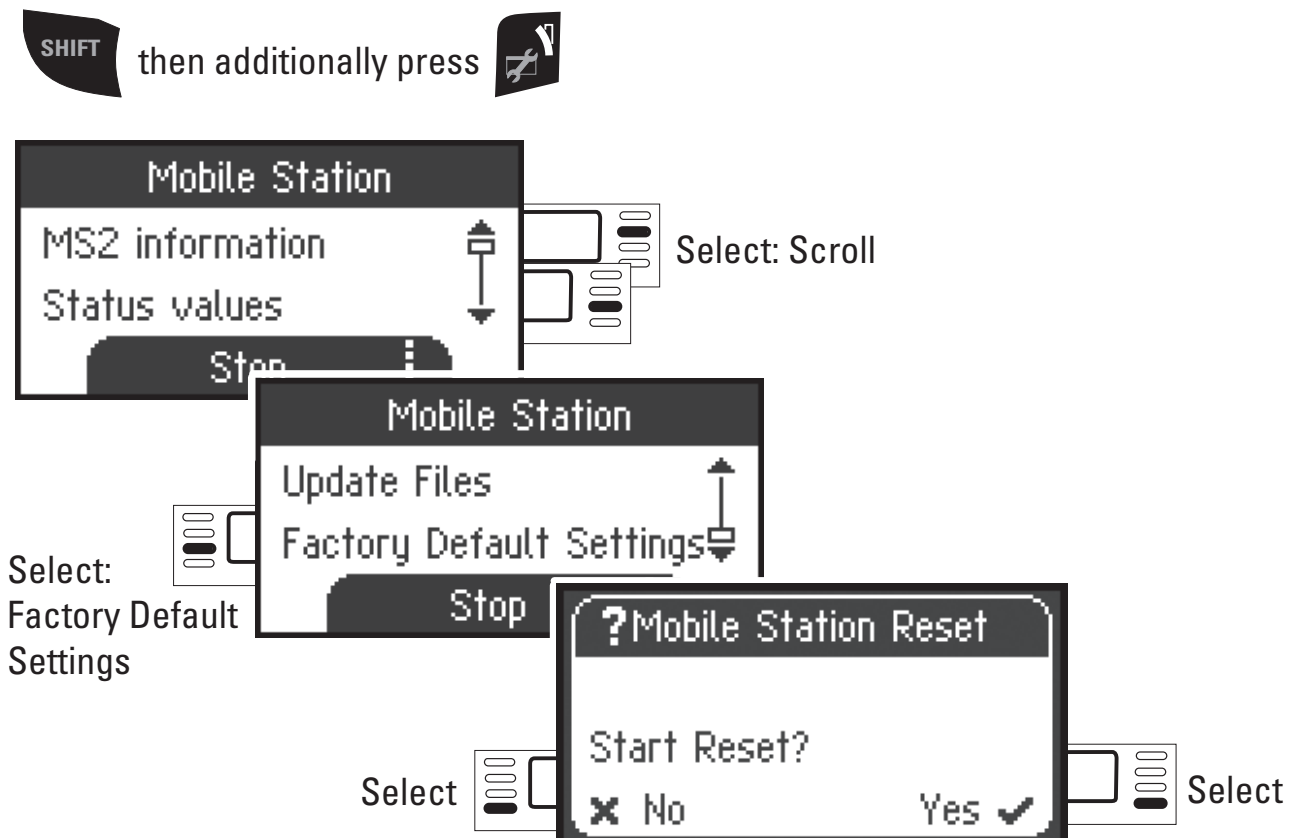 SHIFT then additionally press
Mobile Station
MS2 information
Status values
Stop
Select: Scroll
Mobile Station
Update Files
Factory Default Settings
Stop
Select:
Factory Default
Settings
?Mobile Station Reset
Start Reset?
✖ No Yes ✔
Select
Select